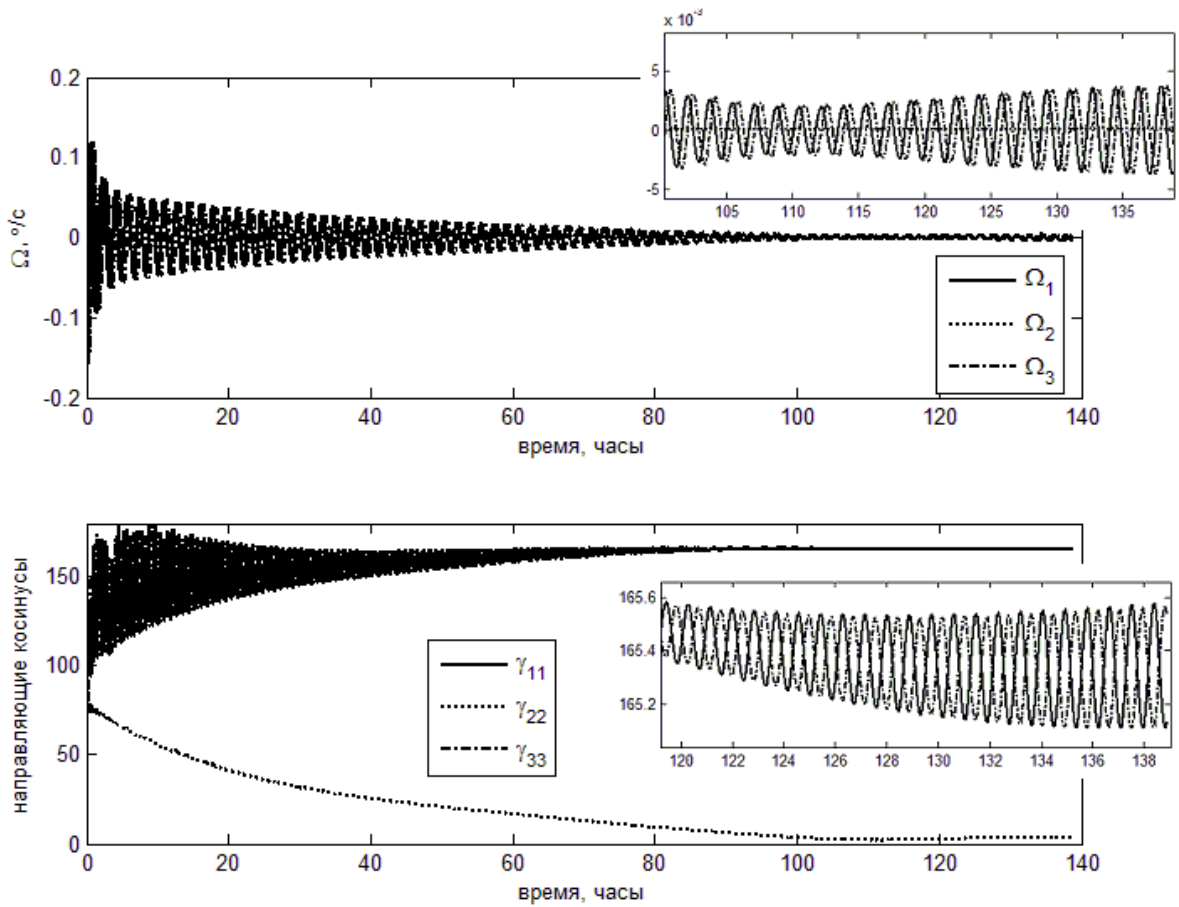 x 10⁻³
5
0
-5
105 110 115 120 125 130 135
0.2
0.1
0
-0.1
-0.2
Ω, º/с
Ω₁
Ω₂
Ω₃
0 20 40 60 80 100 120 140
время, часы
150
100
50
0
направляющие косинусы
γ₁₁
γ₂₂
γ₃₃
165.6
165.4
165.2
120 122 124 126 128 130 132 134 136 138
0 20 40 60 80 100 120 140
время, часы